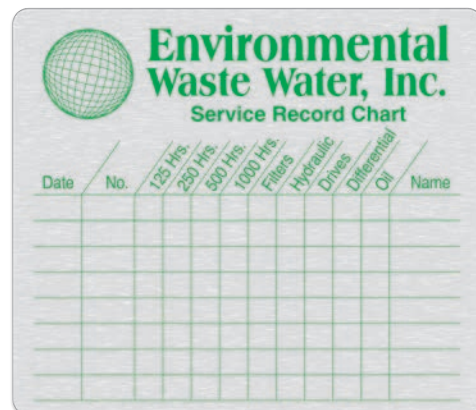 Environmental
Waste Water, Inc.
Service Record Chart
Date No. 125 Hrs. 250 Hrs. 500 Hrs. 1000 Hrs. Filters Hydraulic Drives Differential Oil Name